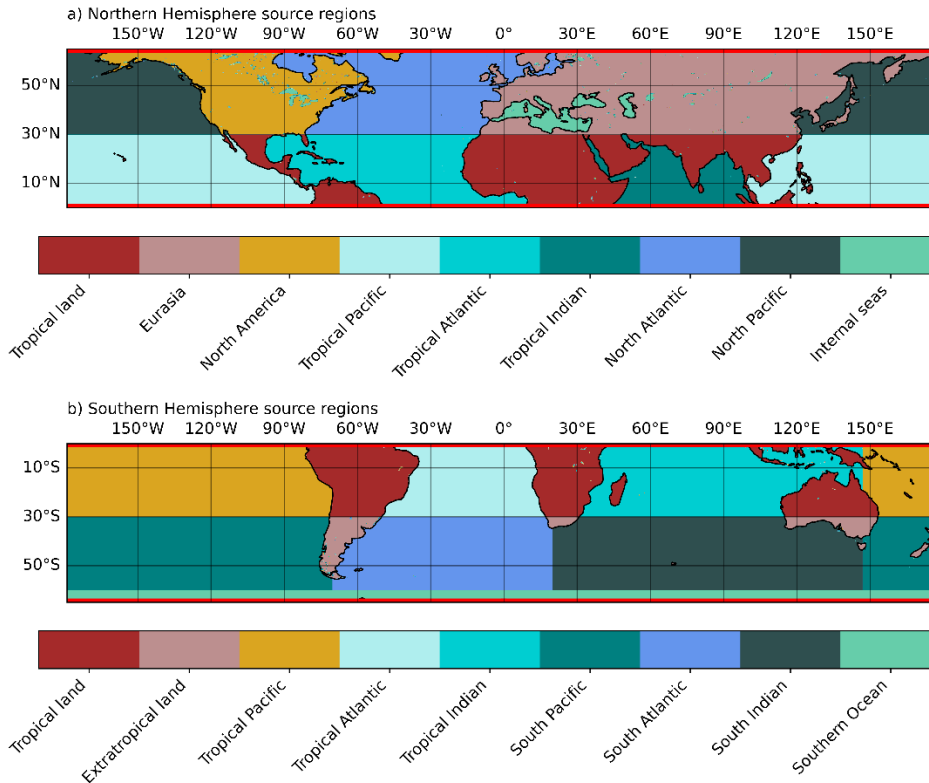 a) Northern Hemisphere source regions
150°W 120°W 90°W 60°W 30°W 0° 30°E 60°E 90°E 120°E 150°E
50°N
30°N
10°N
Tropical land
Eurasia
North America
Tropical Pacific
Tropical Atlantic
Tropical Indian
North Atlantic
North Pacific
Internal seas
b) Southern Hemisphere source regions
150°W 120°W 90°W 60°W 30°W 0° 30°E 60°E 90°E 120°E 150°E
10°S
30°S
50°S
Tropical land
Extratropical land
Tropical Pacific
Tropical Atlantic
Tropical Indian
South Pacific
South Atlantic
South Indian
Southern Ocean